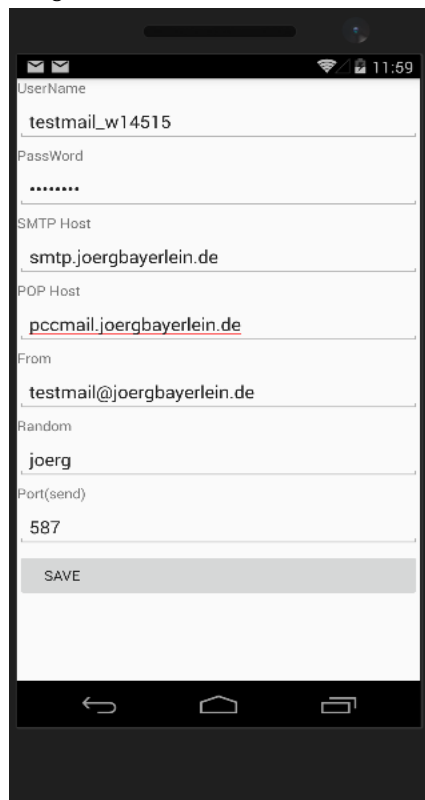 11:59
UserName
testmail_w14515
PassWord
••••••••
SMTP Host
smtp.joergbayerlein.de
POP Host
pccmail.joergbayerlein.de
From
testmail@joergbayerlein.de
Random
joerg
Port(send)
587
SAVE